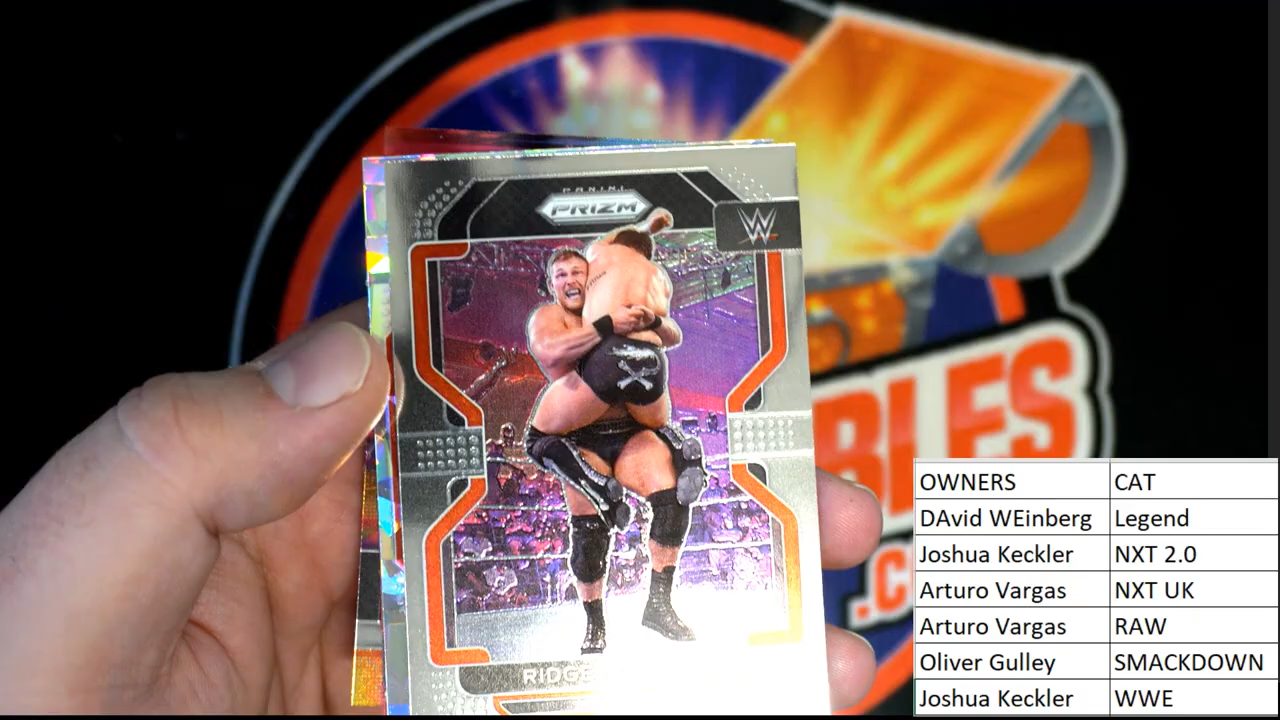 PANINI
PRIZM
W
BLES
.C
OWNERS CAT
DAvid WEinberg Legend
Joshua Keckler NXT 2.0
Arturo Vargas NXT UK
Arturo Vargas RAW
Oliver Gulley SMACKDOWN
Joshua Keckler WWE
RIDGE